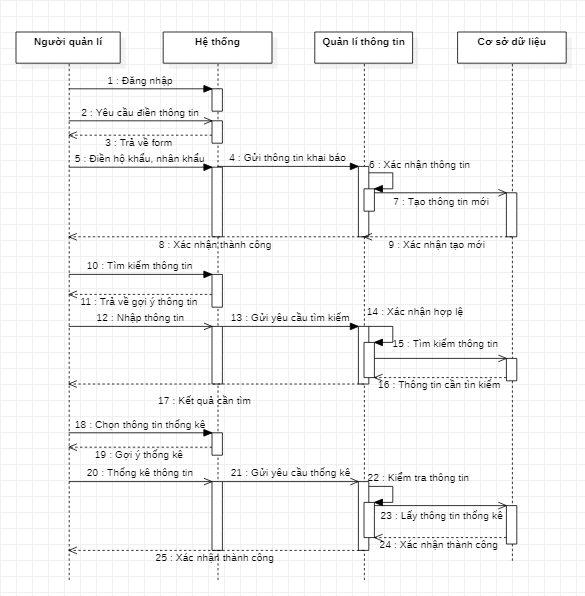 Người quản lí
Hệ thống
Quản lí thông tin
Cơ sở dữ liệu
1 : Đăng nhập
2 : Yêu cầu điền thông tin
3 : Trả về form
5 : Điền hộ khẩu, nhân khẩu
4 : Gửi thông tin khai báo
6 : Xác nhận thông tin
7 : Tạo thông tin mới
8 : Xác nhận thành công
9 : Xác nhận tạo mới
10 : Tìm kiếm thông tin
11 : Trả về gợi ý thông tin
12 : Nhập thông tin
13 : Gửi yêu cầu tìm kiếm
14 : Xác nhận hợp lệ
15 : Tìm kiếm thông tin
16 : Thông tin cần tìn kiếm
17 : Kết quả cần tìm
18 : Chọn thông tin thống kê
19 : Gợi ý thống kê
20 : Thống kê thông tin
21 : Gửi yêu cầu thống kê
22 : Kiểm tra thông tin
23 : Lấy thông tin thống kê
24 : Xác nhận thành công
25 : Xác nhận thành công